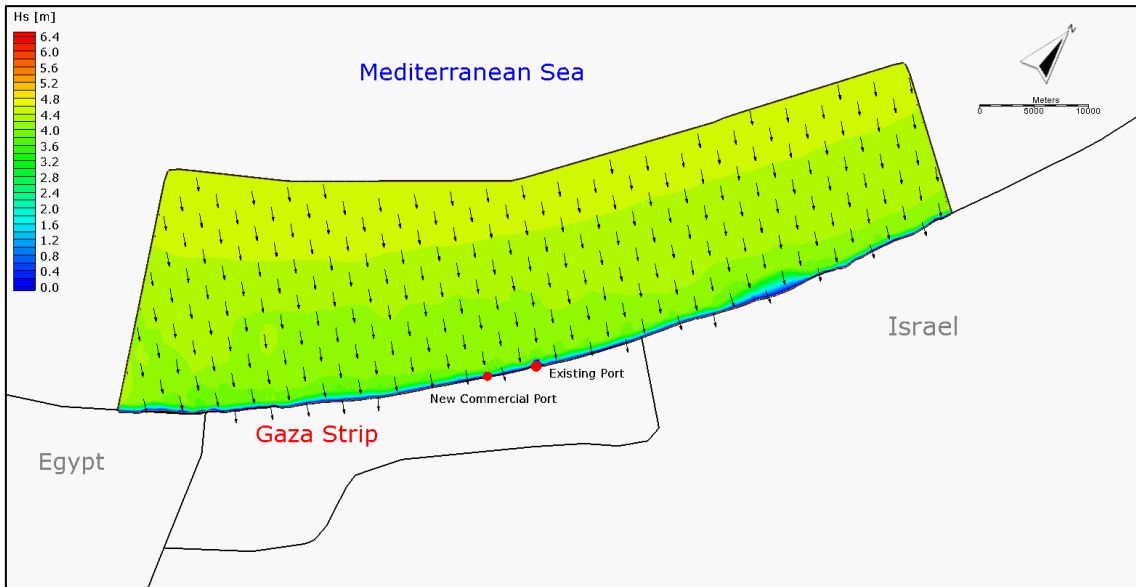 Hs [m]
6.4
6.0
5.6
5.2
4.8
4.4
4.0
3.6
3.2
2.8
2.4
2.0
1.6
1.2
0.8
0.4
0.0
Mediterranean Sea
N
Meters
0 5000 10000
Israel
Existing Port
New Commercial Port
Gaza Strip
Egypt